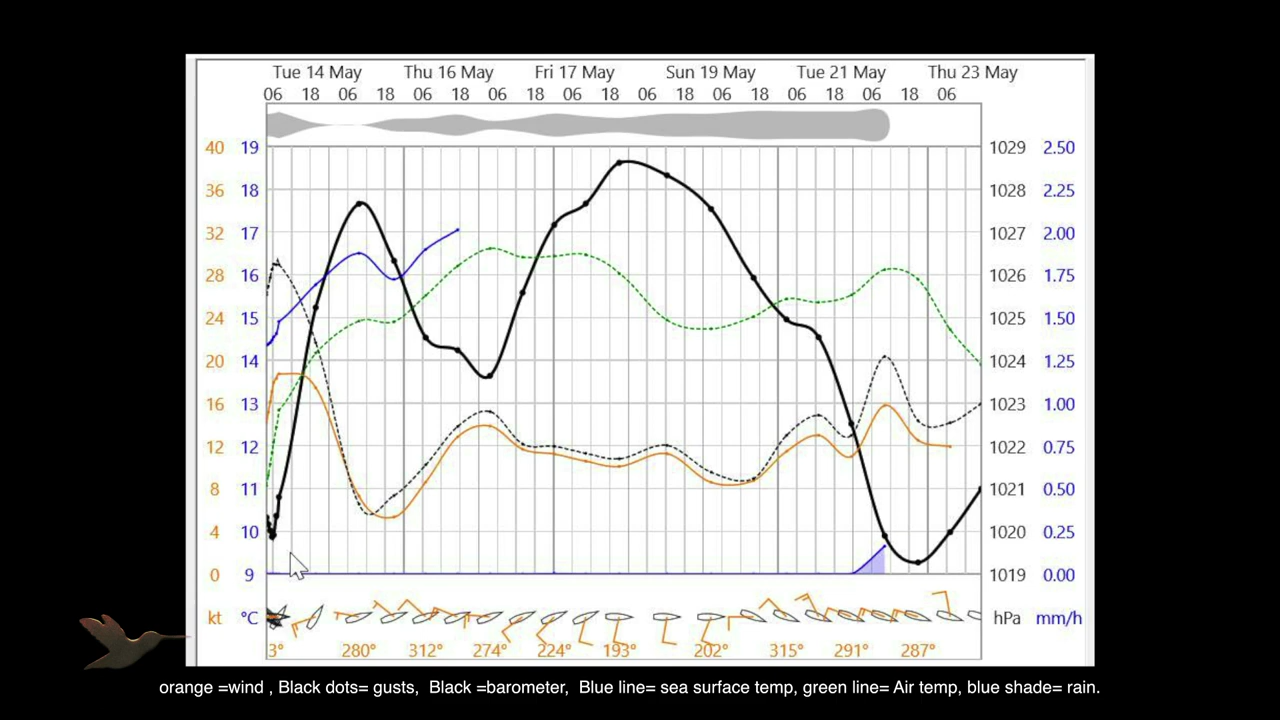 Tue 14 May Thu 16 May Fri 17 May Sun 19 May Tue 21 May Thu 23 May
06 18 06 18 06 18 06 18 06 18 06 18 06 18 06 18 06 18 06
40 19 1029 2.50
36 18 1028 2.25
32 17 1027 2.00
28 16 1026 1.75
24 15 1025 1.50
20 14 1024 1.25
16 13 1023 1.00
12 12 1022 0.75
8 11 1021 0.50
4 10 1020 0.25
0 9 1019 0.00
kt °C hPa mm/h
3° 280° 312° 274° 224° 193° 202° 315° 291° 287°
orange =wind , Black dots= gusts, Black =barometer, Blue line= sea surface temp, green line= Air temp, blue shade= rain.